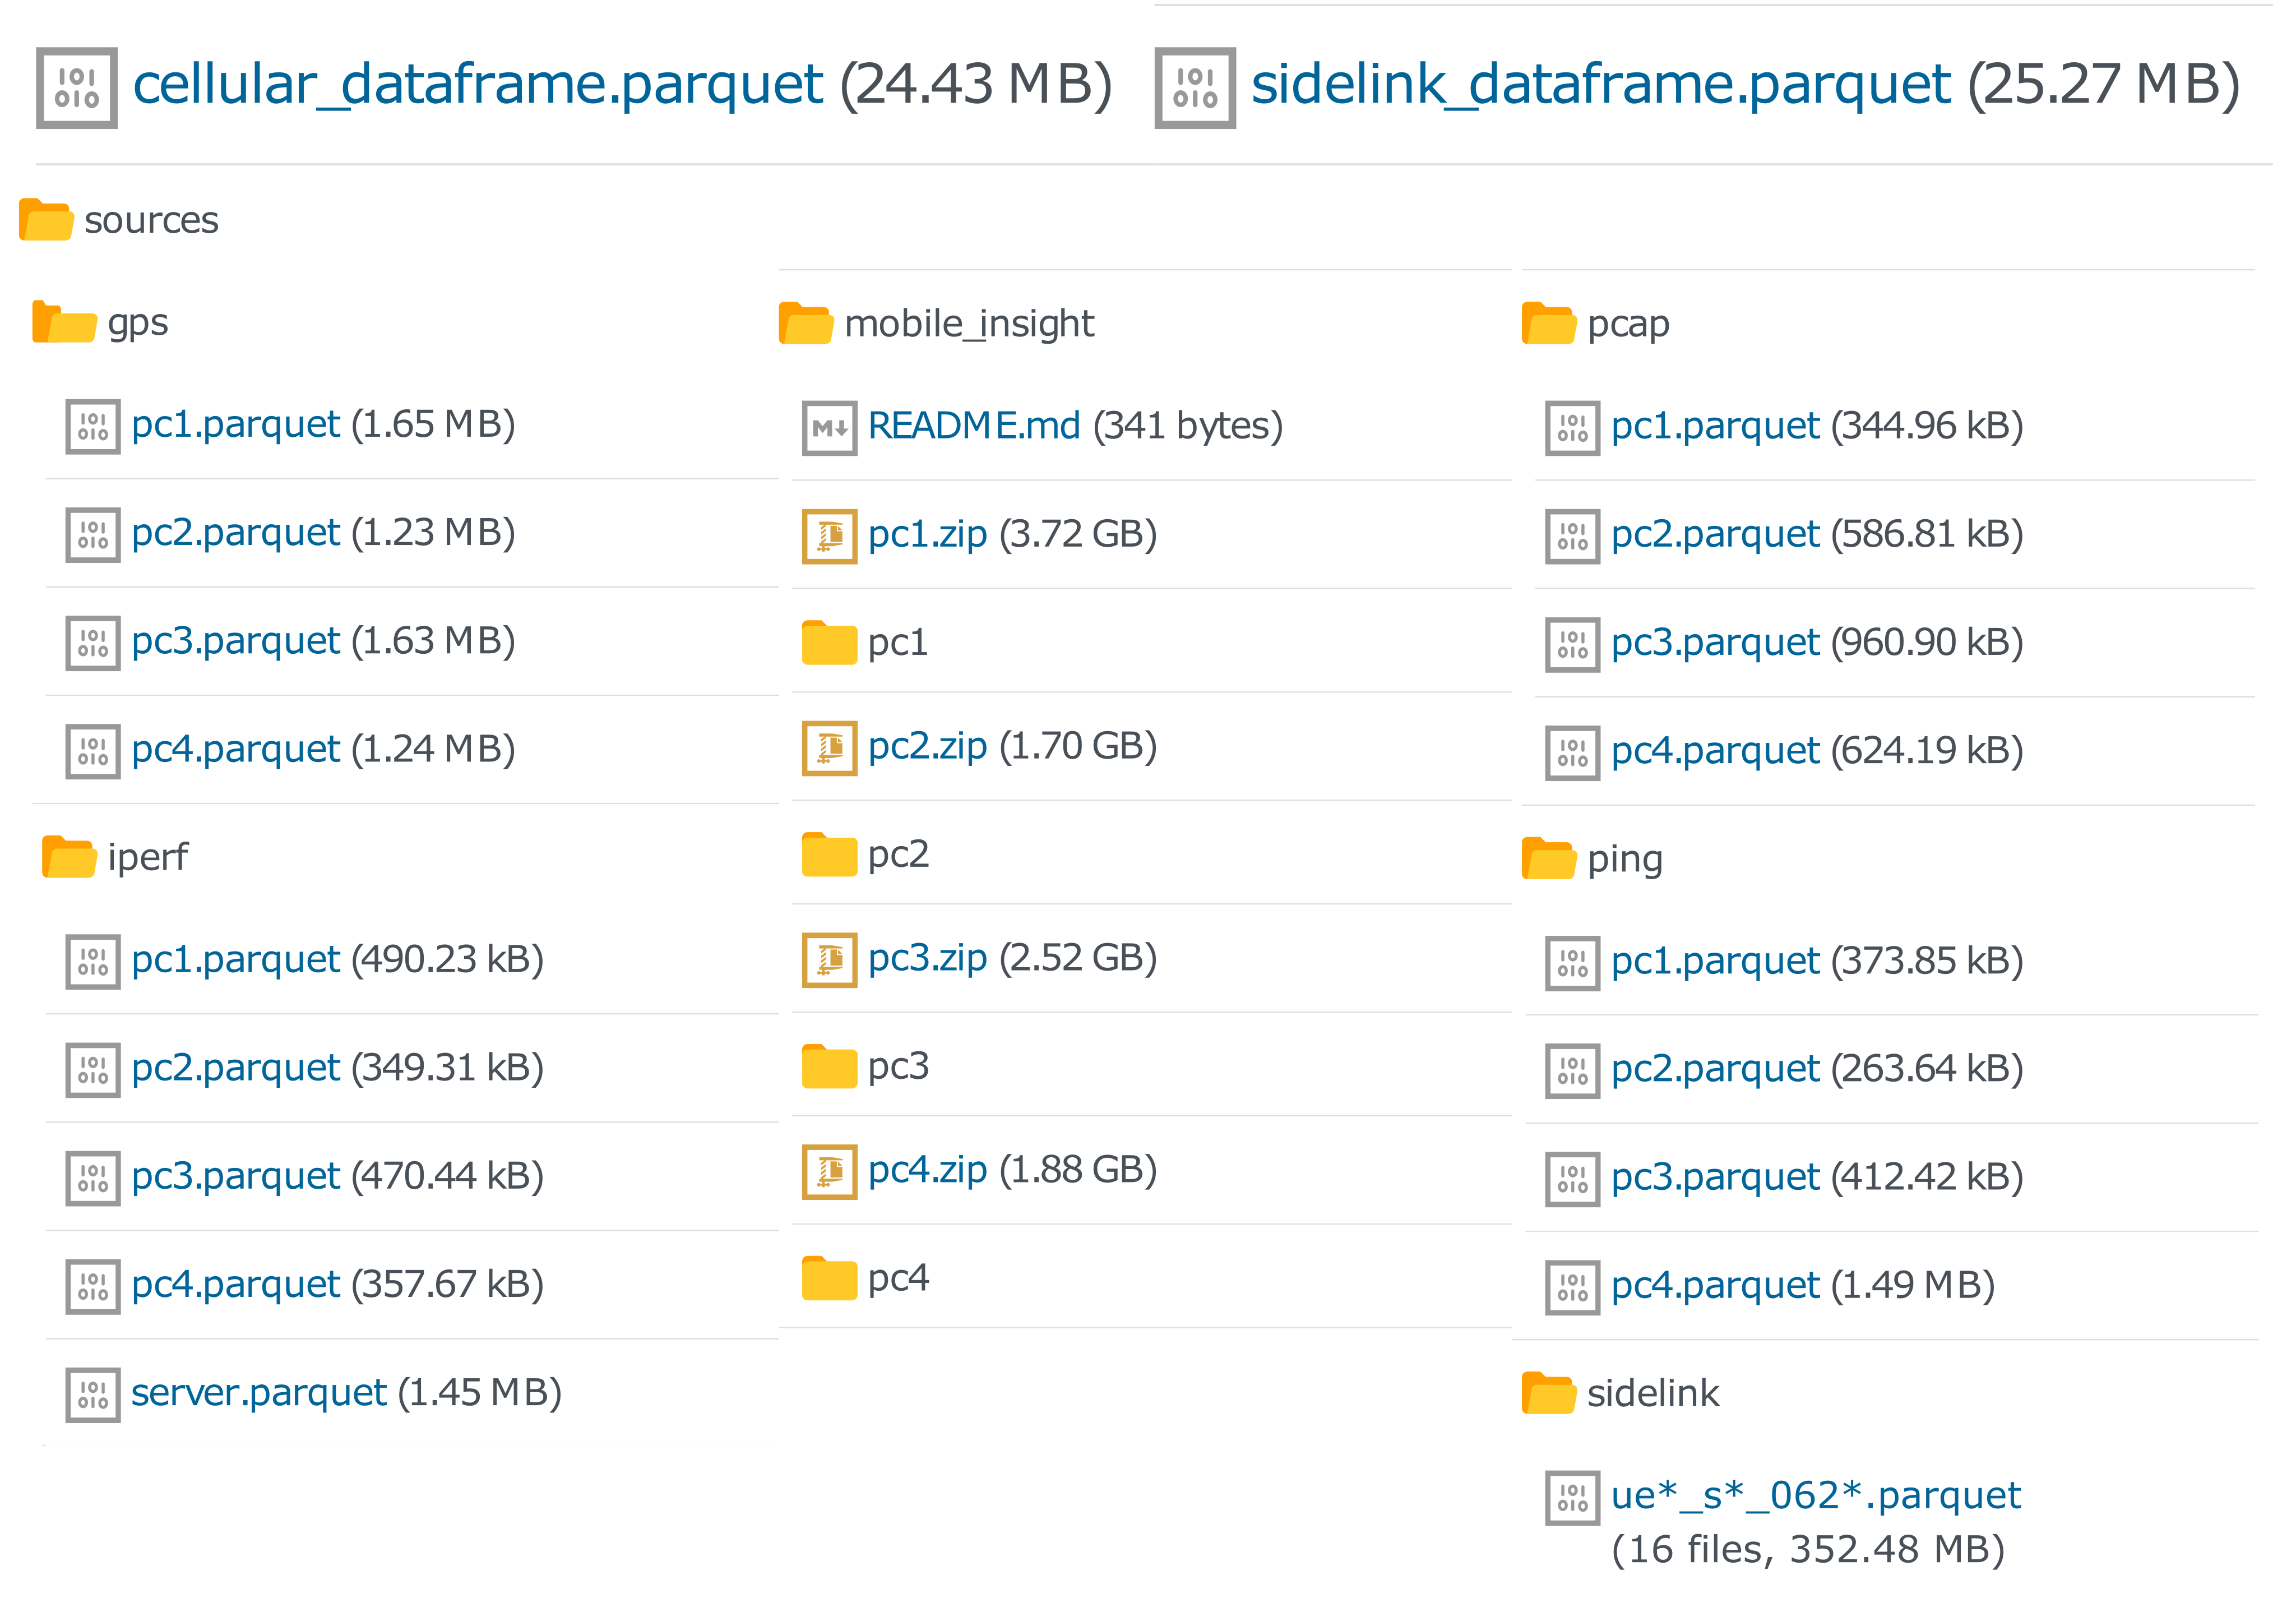 cellular_dataframe.parquet (24.43 MB)
sidelink_dataframe.parquet (25.27 MB)
sources
gps
pc1.parquet (1.65 MB)
pc2.parquet (1.23 MB)
pc3.parquet (1.63 MB)
pc4.parquet (1.24 MB)
iperf
pc1.parquet (490.23 kB)
pc2.parquet (349.31 kB)
pc3.parquet (470.44 kB)
pc4.parquet (357.67 kB)
server.parquet (1.45 MB)
mobile_insight
README.md (341 bytes)
pc1.zip (3.72 GB)
pc1
pc2.zip (1.70 GB)
pc2
pc3.zip (2.52 GB)
pc3
pc4.zip (1.88 GB)
pc4
pcap
pc1.parquet (344.96 kB)
pc2.parquet (586.81 kB)
pc3.parquet (960.90 kB)
pc4.parquet (624.19 kB)
ping
pc1.parquet (373.85 kB)
pc2.parquet (263.64 kB)
pc3.parquet (412.42 kB)
pc4.parquet (1.49 MB)
sidelink
ue*_s*_062*.parquet
(16 files, 352.48 MB)